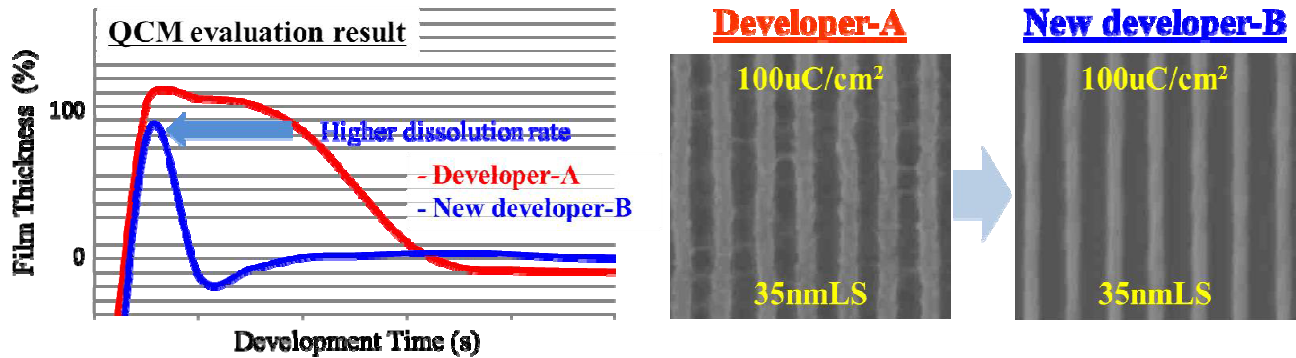 QCM evaluation result
Film Thickness (%)
100
0
Higher dissolution rate
- Developer-A
- New developer-B
Development Time (s)
Developer-A
100uC/cm²
35nmLS
New developer-B
100uC/cm²
35nmLS